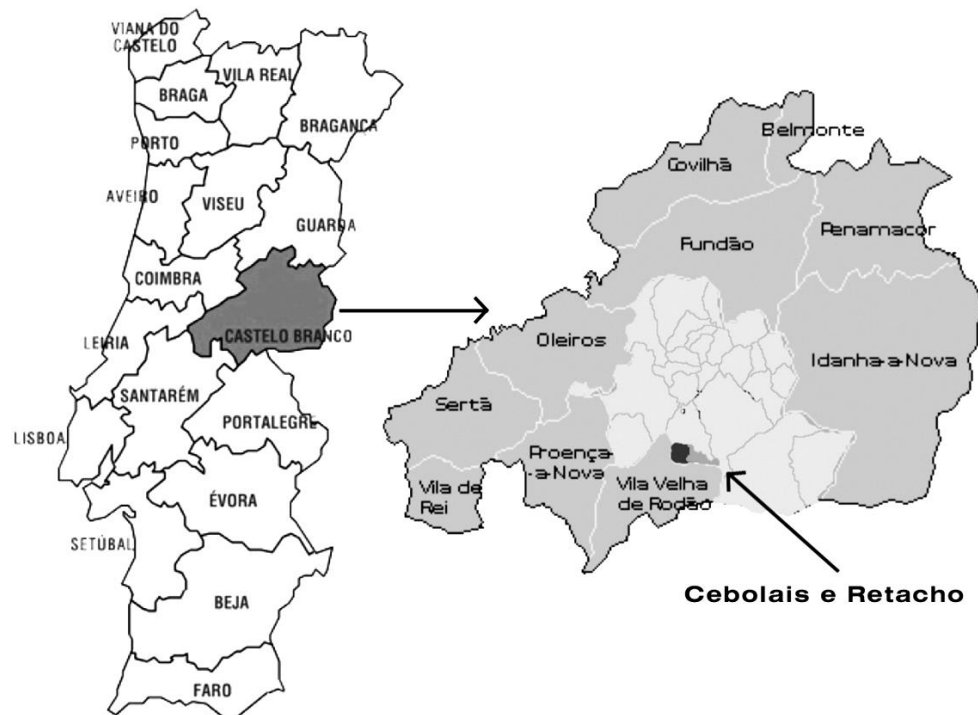 VIANA DO
CASTELO
BRAGA
VILA REAL
BRAGANCA
PORTO
AVEIRO
VISEU
GUARDA
COIMBRA
CASTELO BRANCO
LEIRIA
SANTARÉM
PORTALEGRE
LISBOA
ÉVORA
SETÚBAL
BEJA
FARO
Belmonte
Covilhã
Fundão
Penamacor
Oleiros
Idanha-a-Nova
Sertã
Proença
-a-Nova
Vila de
Rei
Vila Velha
de Rodão
Cebolais e Retacho